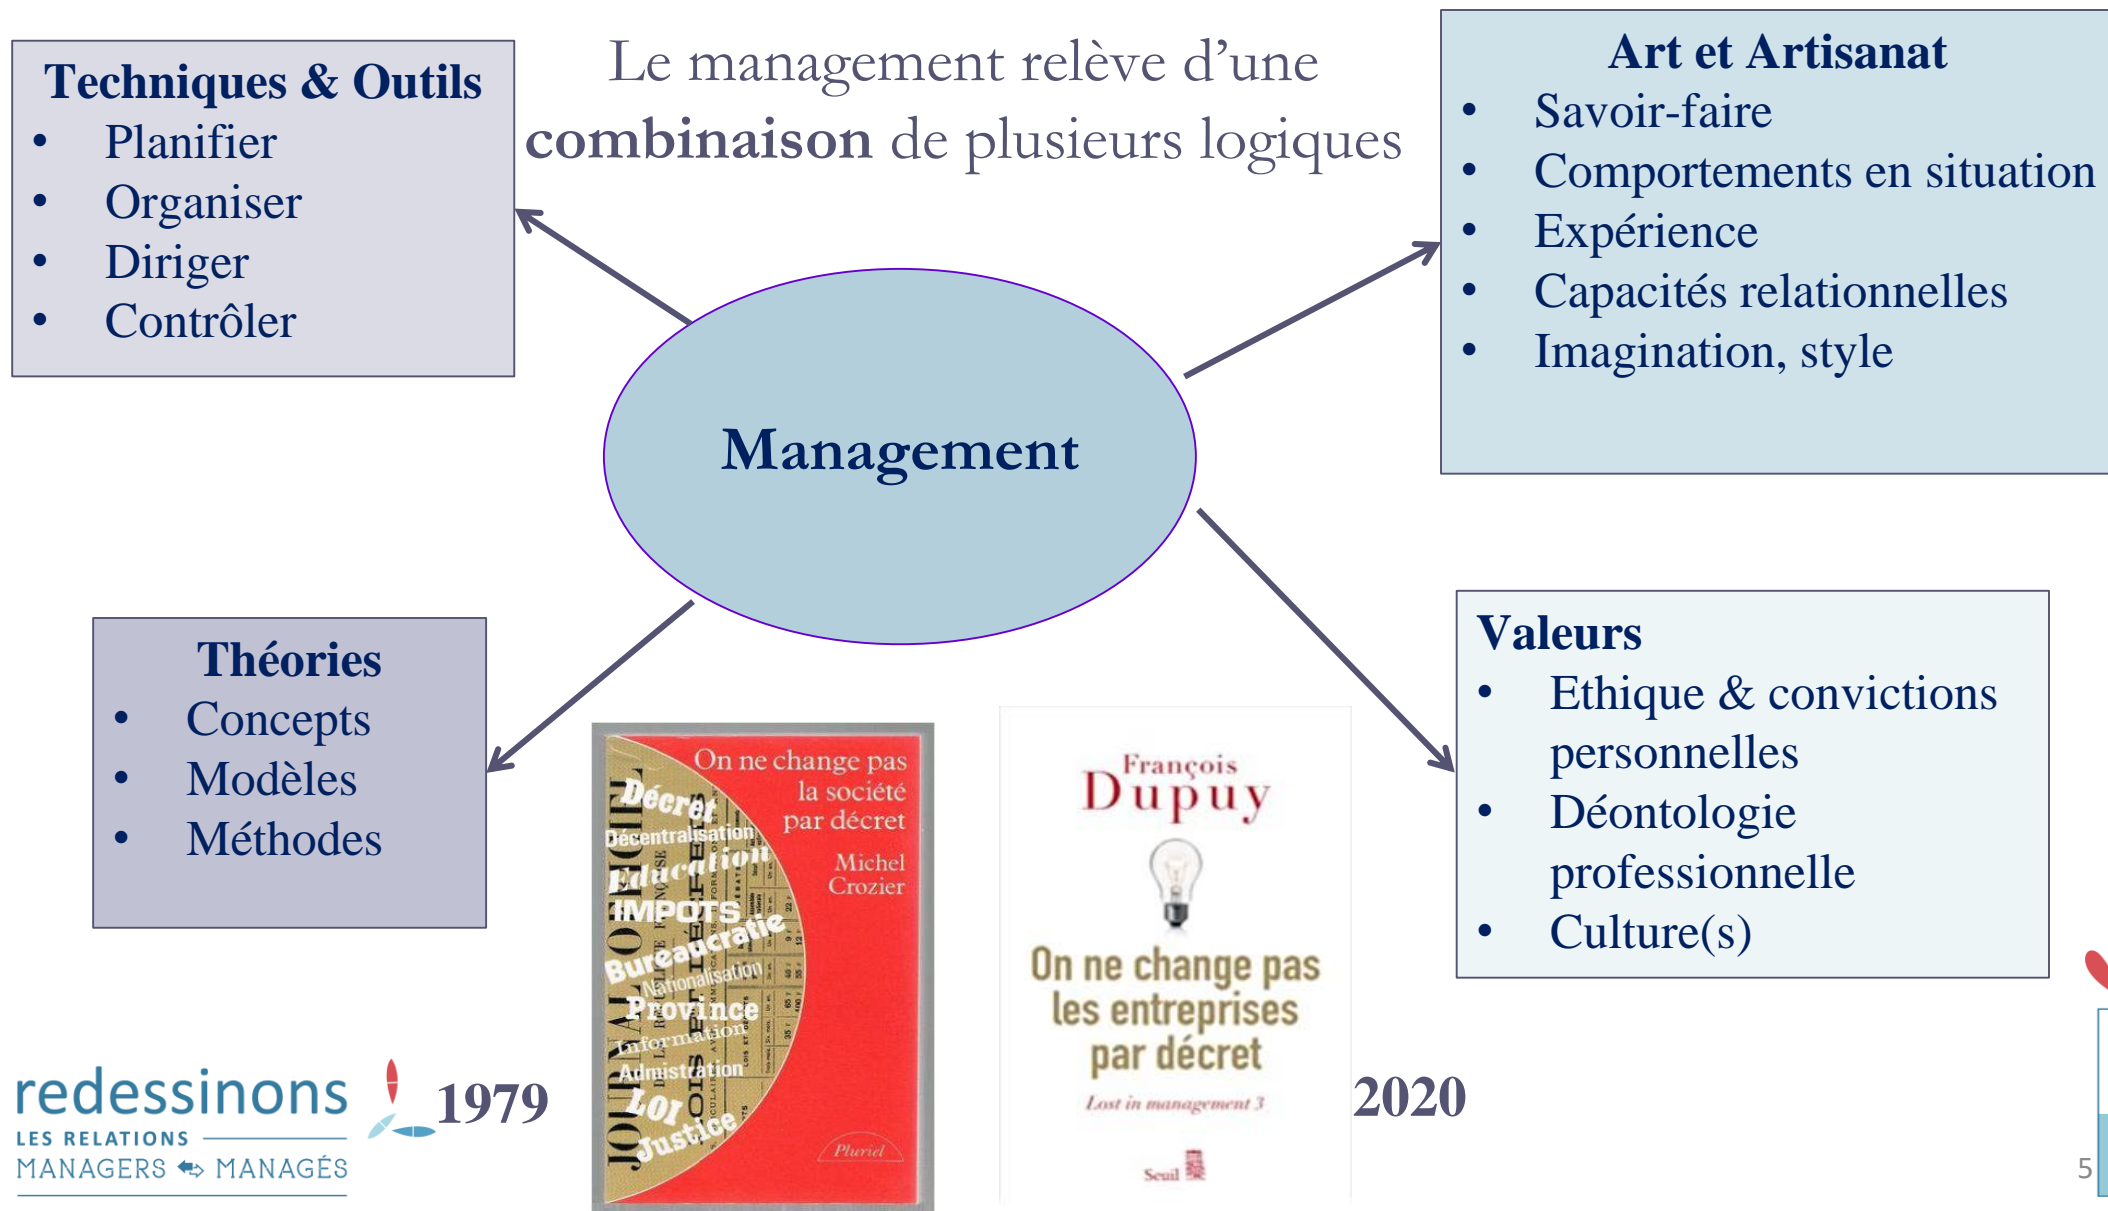 Le management relève d’une
combinaison de plusieurs logiques
Techniques & Outils
• Planifier
• Organiser
• Diriger
• Contrôler
Art et Artisanat
• Savoir-faire
• Comportements en situation
• Expérience
• Capacités relationnelles
• Imagination, style
Management
Théories
• Concepts
• Modèles
• Méthodes
Valeurs
• Ethique & convictions
personnelles
• Déontologie
professionnelle
• Culture(s)
1979
On ne change pas
la société
par décret
Michel
Crozier
Décret
Décentralisation
Education
IMPOTS
Bureaucratie
Nationalisation
Province
Information
Admistration
LOI
Justice
JOURNAL OFFICIEL
LOIS ET DÉCRETS
Pluriel
François
Dupuy
On ne change pas
les entreprises
par décret
Lost in management 3
Seuil
2020
redessinons
LES RELATIONS
MANAGERS MANAGÉS
5